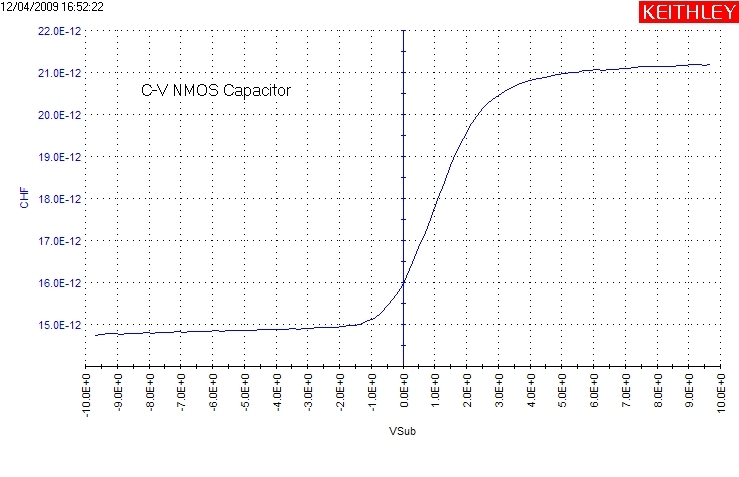 12/04/2009 16:52:22
KEITHLEY
22.0E-12
21.0E-12
20.0E-12
19.0E-12
18.0E-12
17.0E-12
16.0E-12
15.0E-12
C-V NMOS Capacitor
CHF
-10.0E+0
-9.0E+0
-8.0E+0
-7.0E+0
-6.0E+0
-5.0E+0
-4.0E+0
-3.0E+0
-2.0E+0
-1.0E+0
0.0E+0
1.0E+0
2.0E+0
3.0E+0
4.0E+0
5.0E+0
6.0E+0
7.0E+0
8.0E+0
9.0E+0
10.0E+0
VSub